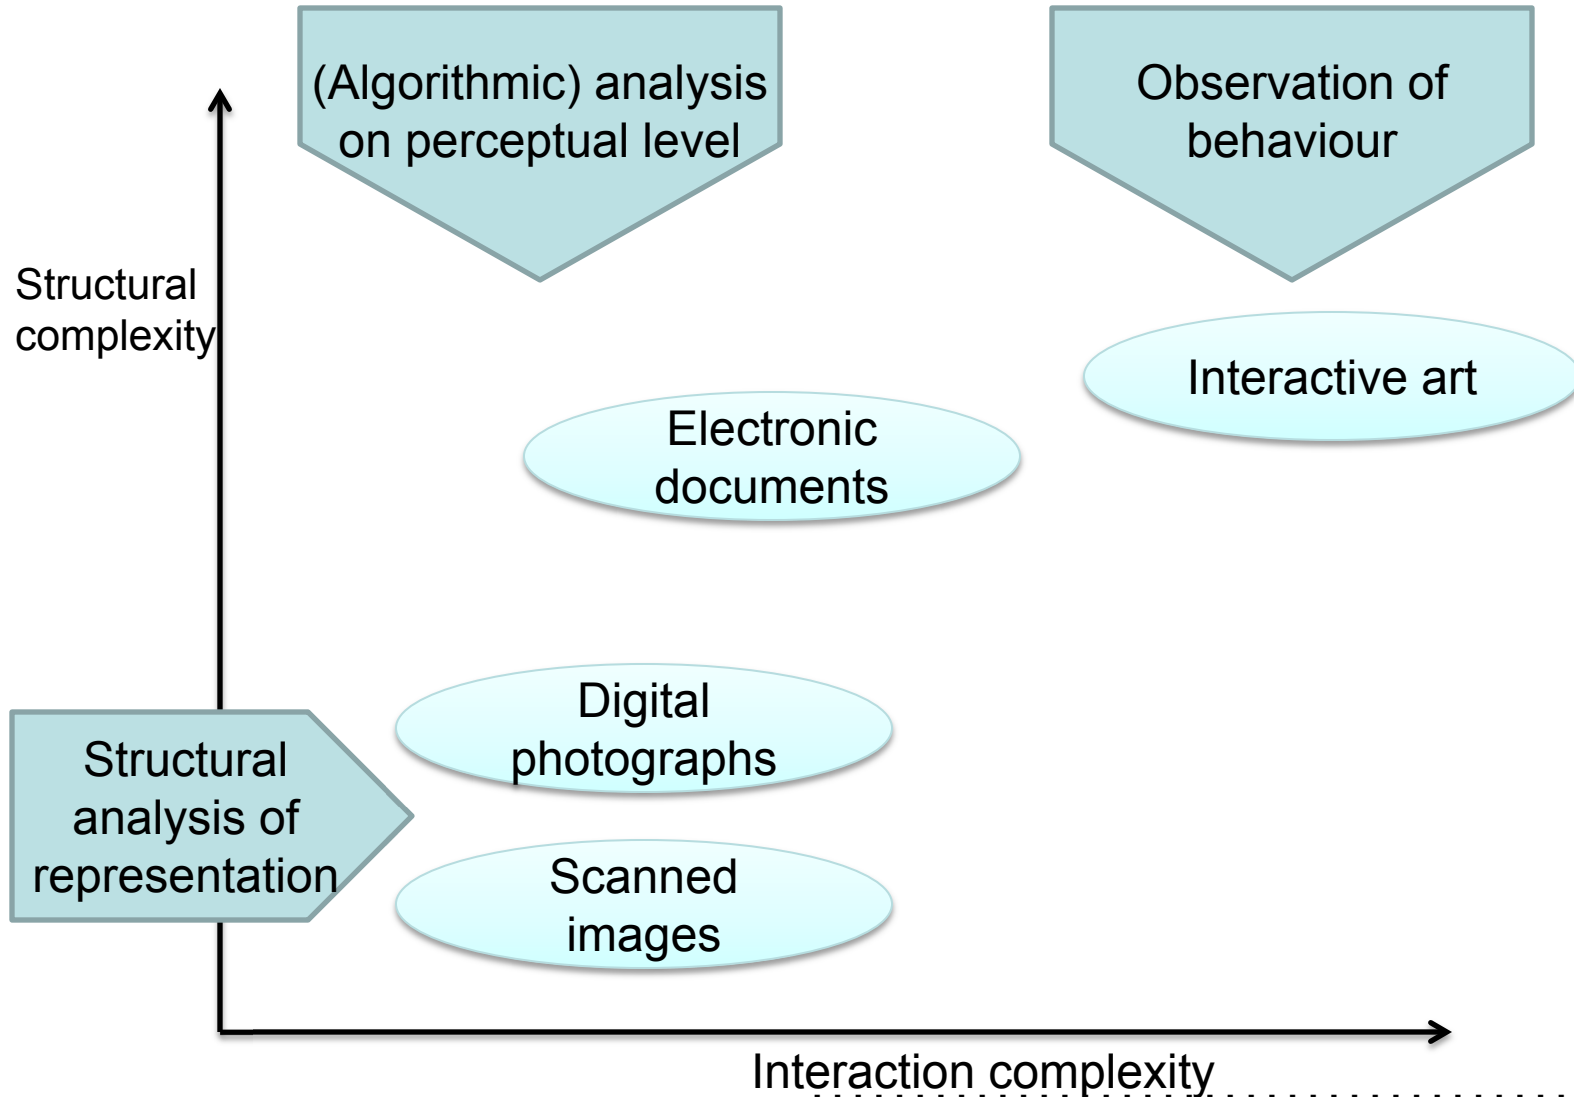 (Algorithmic) analysis
on perceptual level
Observation of
behaviour
Structural
complexity
Interactive art
Electronic
documents
Digital
photographs
Structural
analysis of
representation
Scanned
images
Interaction complexity